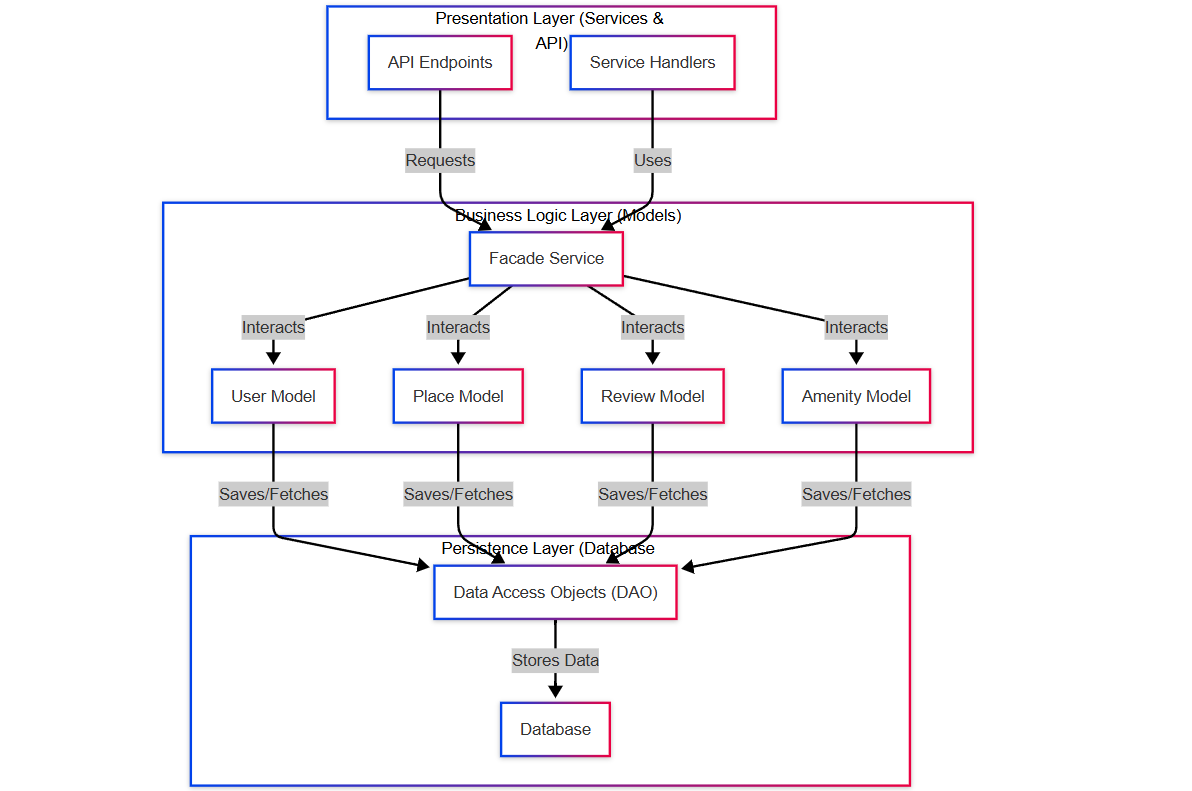 Presentation Layer (Services &
API)
API Endpoints
Service Handlers
Requests
Uses
Business Logic Layer (Models)
Facade Service
Interacts
Interacts
Interacts
Interacts
User Model
Place Model
Review Model
Amenity Model
Saves/Fetches
Saves/Fetches
Saves/Fetches
Saves/Fetches
Persistence Layer (Database
Data Access Objects (DAO)
Stores Data
Database